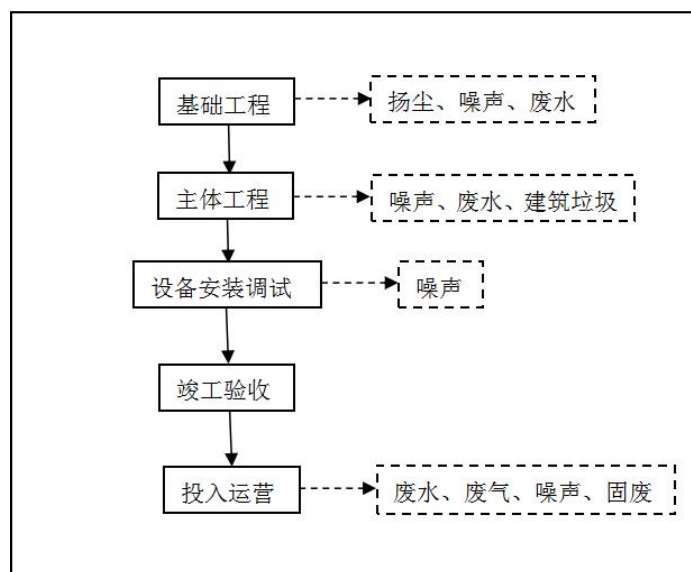 基础工程
扬尘、噪声、废水
主体工程
噪声、废水、建筑垃圾
设备安装调试
噪声
竣工验收
投入运营
废水、废气、噪声、固废